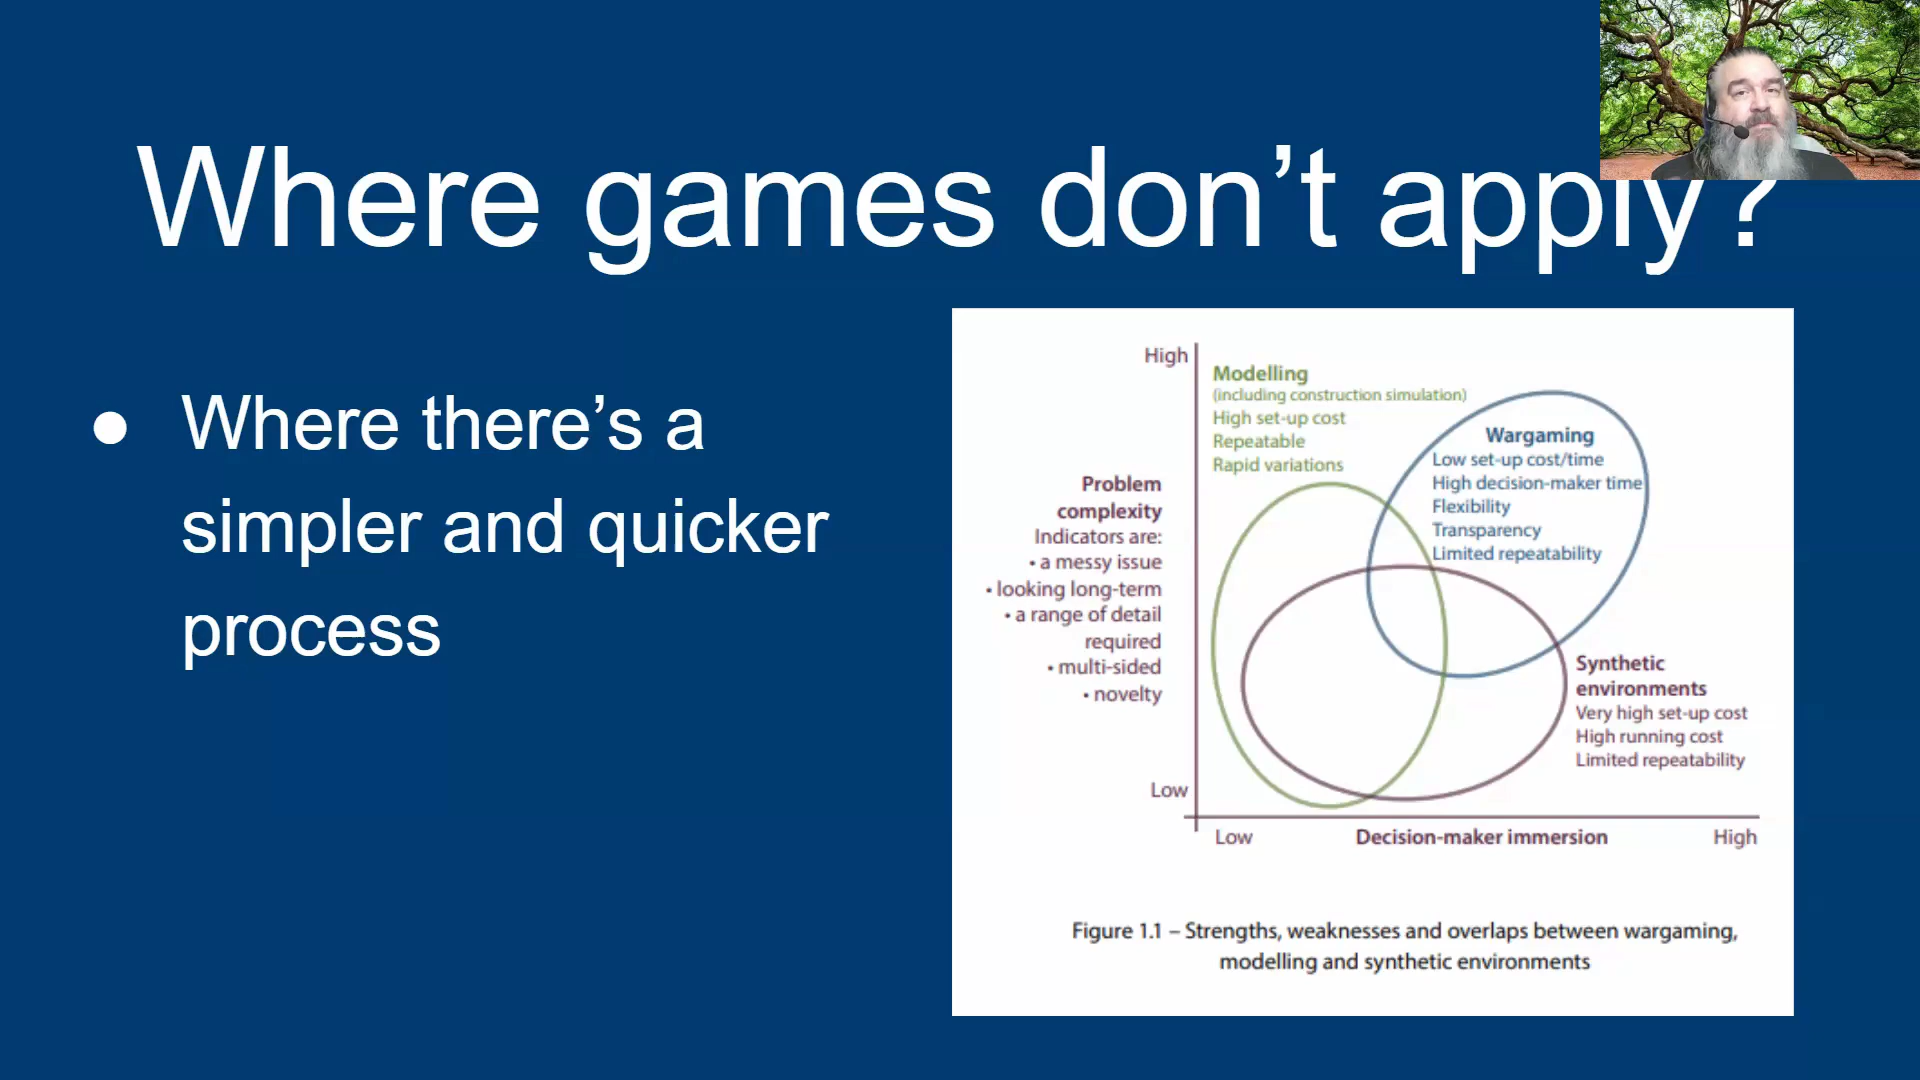 Where games don’t apply?
● Where there’s a
simpler and quicker
process
High
Modelling
(including construction simulation)
High set-up cost
Repeatable
Rapid variations
Wargaming
Low set-up cost/time
High decision-maker time
Flexibility
Transparency
Limited repeatability
Problem
complexity
Indicators are:
• a messy issue
• looking long-term
• a range of detail
required
• multi-sided
• novelty
Synthetic
environments
Very high set-up cost
High running cost
Limited repeatability
Low
Low
Decision-maker immersion
High
Figure 1.1 – Strengths, weaknesses and overlaps between wargaming,
modelling and synthetic environments